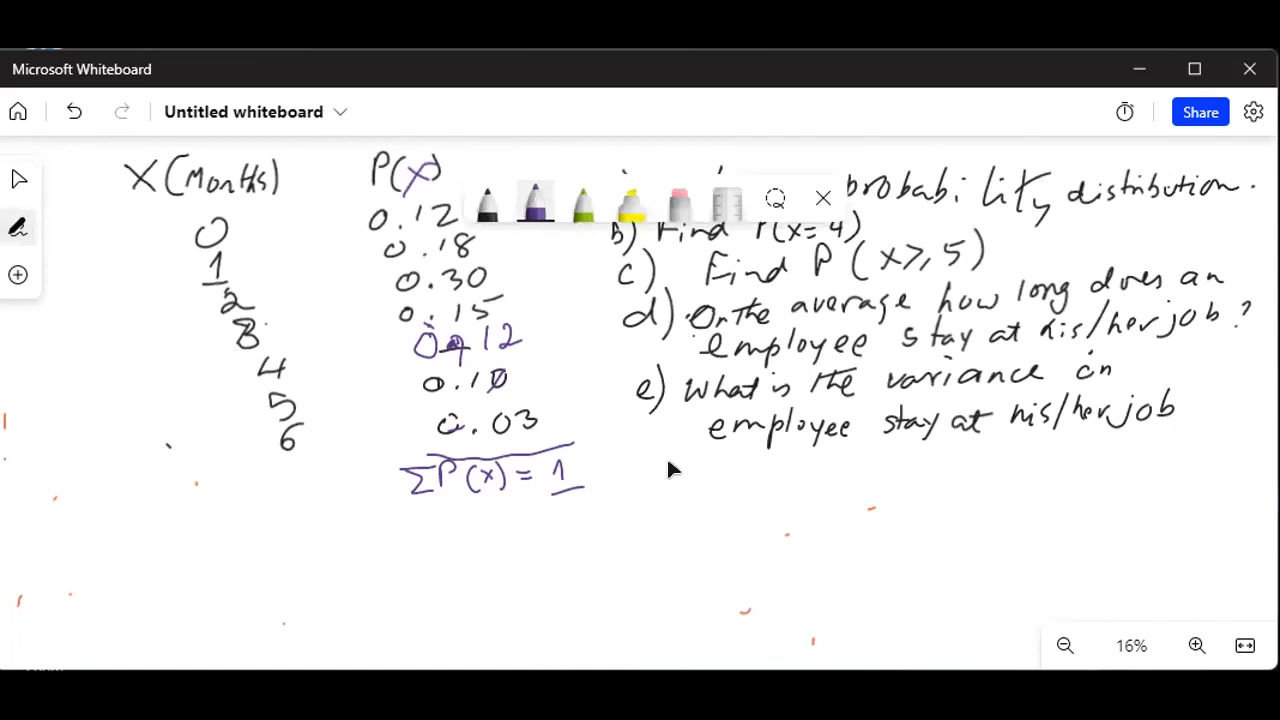 Microsoft Whiteboard
Untitled whiteboard
Share
X (Months) P(x)
0 0.12
1 0.18
2 0.30
3 0.15
4 0.12
5 0.10
6 0.03
ΣP(x) = 1
probability distribution.
b) Find P(x=4)
c) Find P(x≥5)
d) On the average how long does an
employee stay at his/her job?
e) What is the variance in
employee stay at his/her job
16%